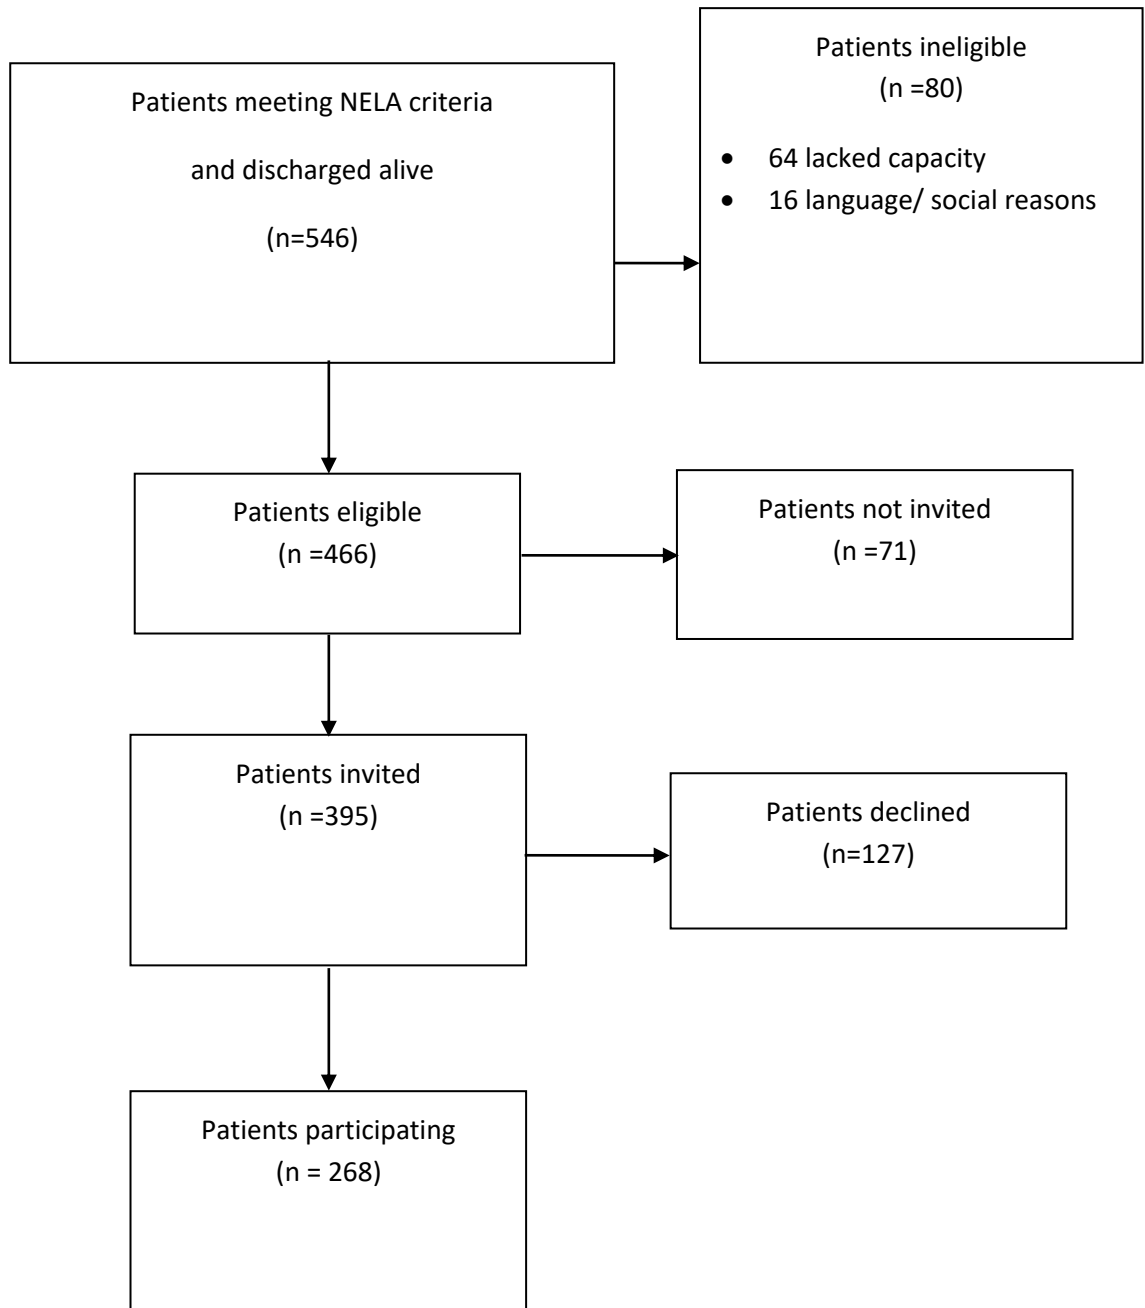 Patients meeting NELA criteria
and discharged alive
(n=546)
Patients ineligible
(n =80)
• 64 lacked capacity
• 16 language/ social reasons
Patients eligible
(n =466)
Patients not invited
(n =71)
Patients invited
(n =395)
Patients declined
(n=127)
Patients participating
(n = 268)